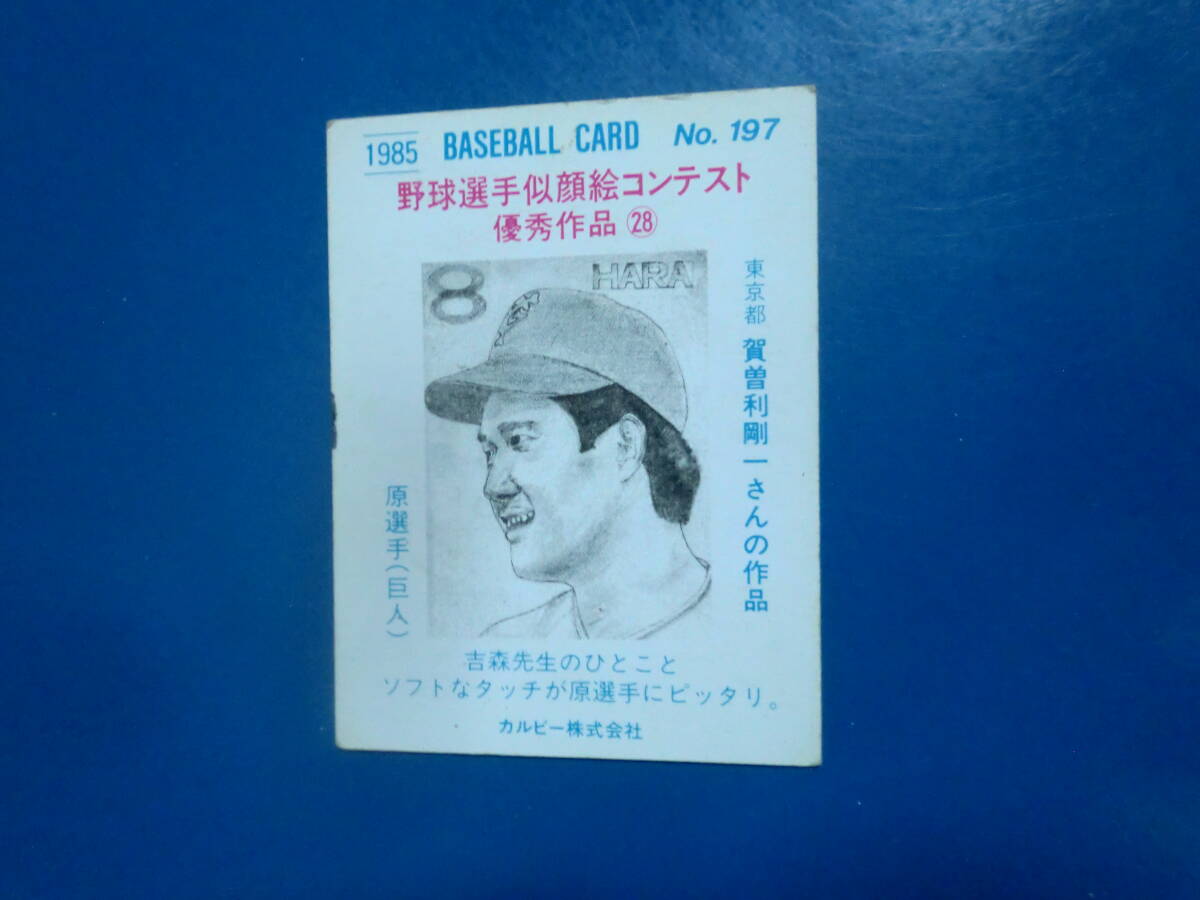 1985 BASEBALL CARD No. 197
野球選手似顔絵コンテスト
優秀作品㉘
8 HARA
東京都 賀曽利剛一さんの作品
原選手(巨人)
吉森先生のひとこと
ソフトなタッチが原選手にピッタリ。
カルビー株式会社